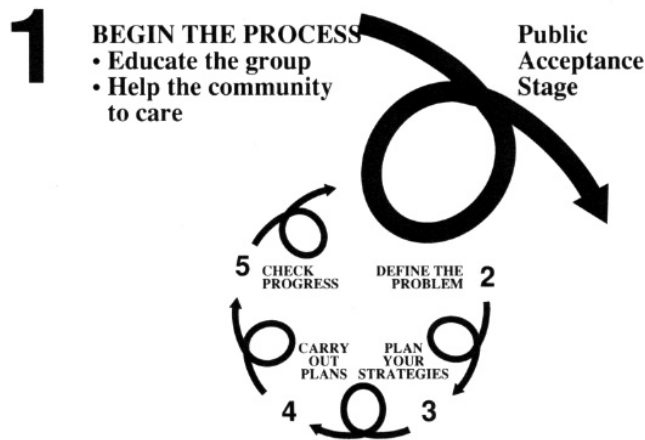 1
BEGIN THE PROCESS
• Educate the group
• Help the community
to care
Public
Acceptance
Stage
5
CHECK
PROGRESS
DEFINE THE
PROBLEM
2
CARRY
OUT
PLANS
PLAN
YOUR
STRATEGIES
4
3